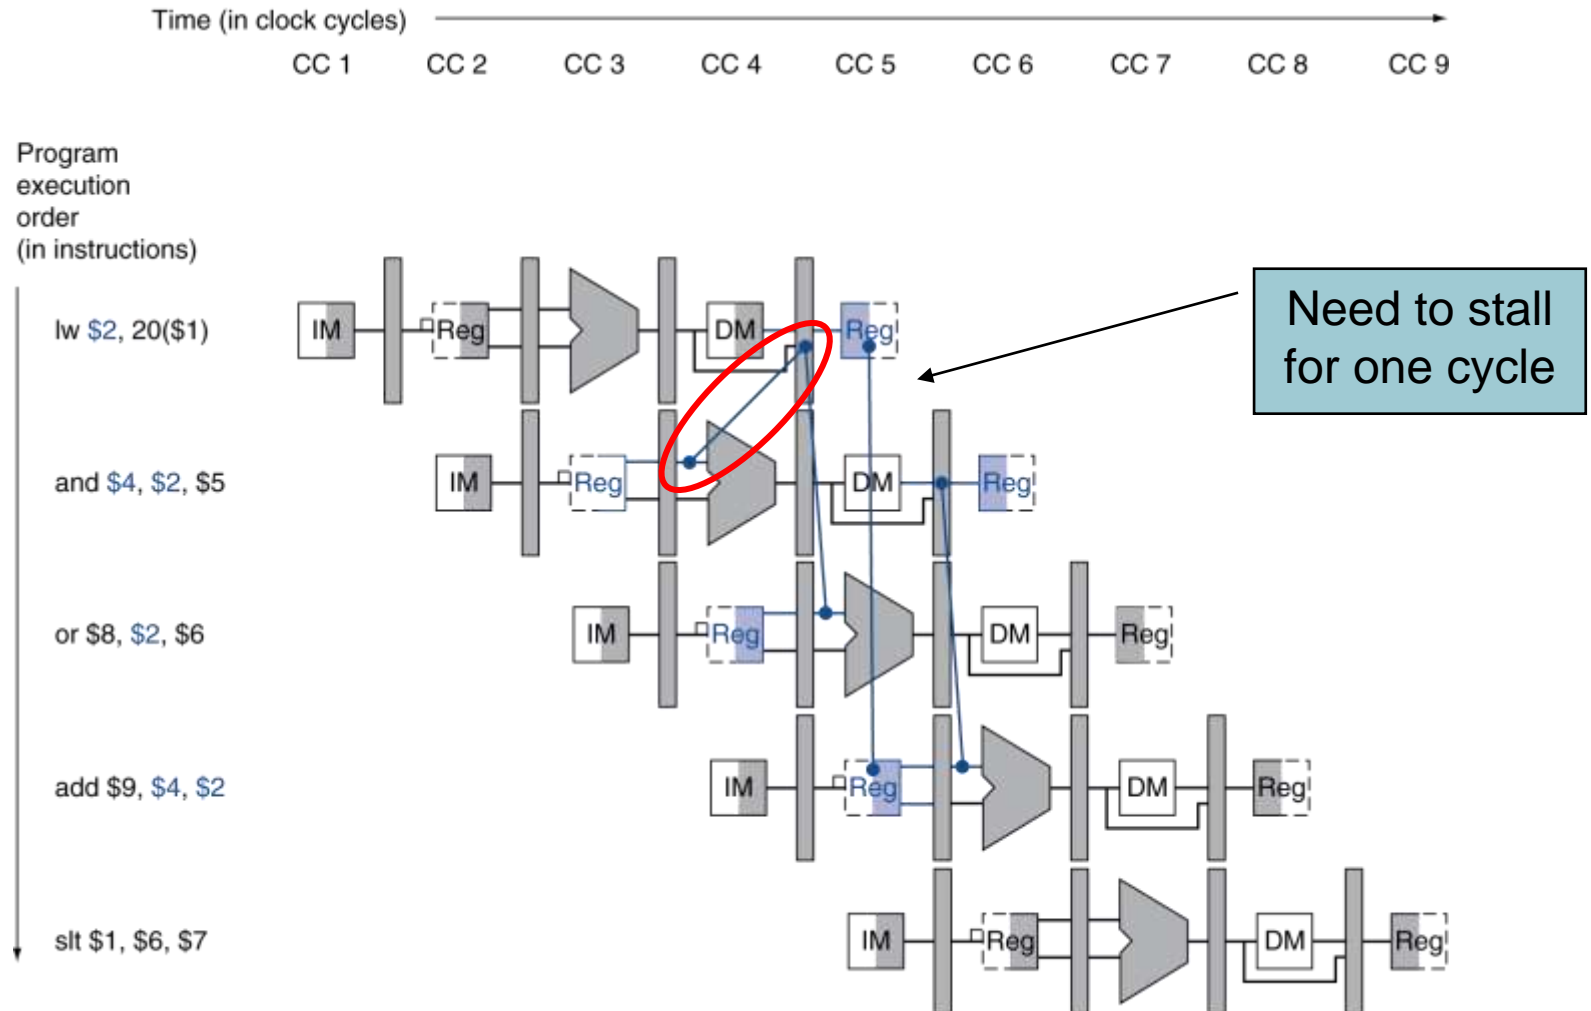 Time (in clock cycles)
CC 1 CC 2 CC 3 CC 4 CC 5 CC 6 CC 7 CC 8 CC 9
Program
execution
order
(in instructions)
Need to stall
for one cycle
lw $2, 20($1) IM Reg DM Reg
and $4, $2, $5 IM Reg DM Reg
or $8, $2, $6 IM Reg DM Reg
add $9, $4, $2 IM Reg DM Reg
slt $1, $6, $7 IM Reg DM Reg